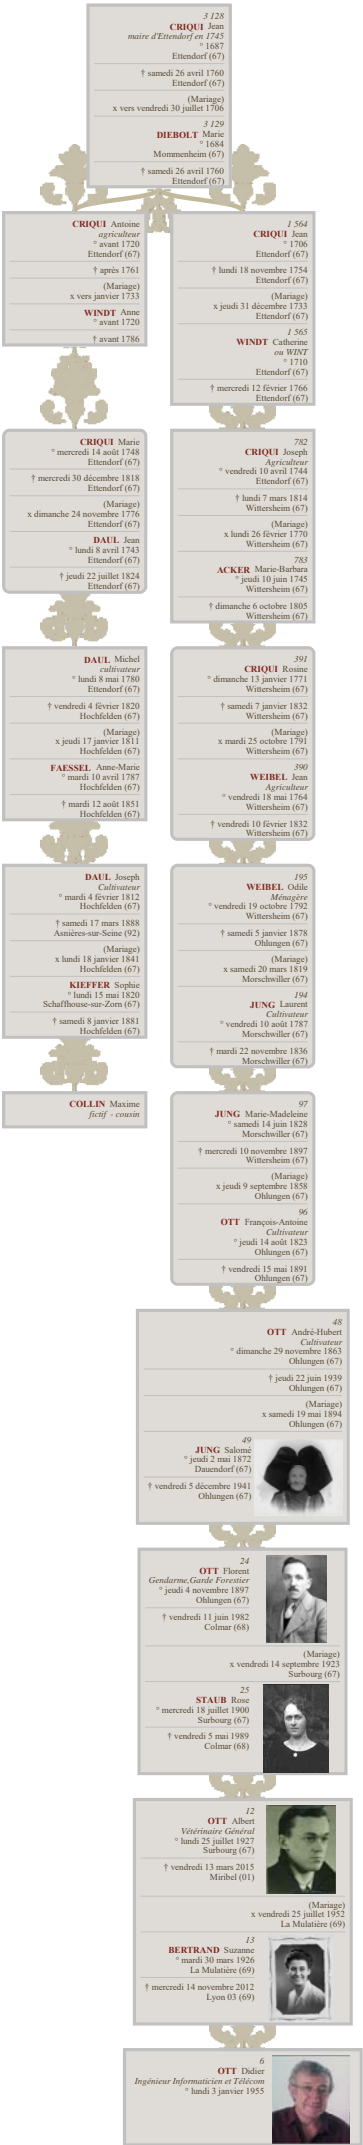 3 128
CRIQUI Jean
maire d'Ettendorf en 1745
° 1687
Ettendorf (67)
† samedi 26 avril 1760
Ettendorf (67)
(Mariage)
x vers vendredi 30 juillet 1706
3 129
DIEBOLT Marie
° 1684
Mommenheim (67)
† samedi 26 avril 1760
Ettendorf (67)
CRIQUI Antoine
agriculteur
° avant 1720
Ettendorf (67)
† après 1761
(Mariage)
x vers janvier 1733
WINDT Anne
° avant 1720
† avant 1786
1 564
CRIQUI Jean
° 1706
Ettendorf (67)
† lundi 18 novembre 1754
Ettendorf (67)
(Mariage)
x jeudi 31 décembre 1733
Ettendorf (67)
1 565
WINDT Catherine
ou WINT
° 1710
Ettendorf (67)
† mercredi 12 février 1766
Ettendorf (67)
CRIQUI Marie
° mercredi 14 août 1748
Ettendorf (67)
† mercredi 30 décembre 1818
Ettendorf (67)
(Mariage)
x dimanche 24 novembre 1776
Ettendorf (67)
DAUL Jean
° lundi 8 avril 1743
Ettendorf (67)
† jeudi 22 juillet 1824
Ettendorf (67)
782
CRIQUI Joseph
Agriculteur
° vendredi 10 avril 1744
Ettendorf (67)
† lundi 7 mars 1814
Wittersheim (67)
(Mariage)
x lundi 26 février 1770
Wittersheim (67)
783
ACKER Marie-Barbara
° jeudi 10 juin 1745
Wittersheim (67)
† dimanche 6 octobre 1805
Wittersheim (67)
DAUL Michel
cultivateur
° lundi 8 mai 1780
Ettendorf (67)
† vendredi 4 février 1820
Hochfelden (67)
(Mariage)
x jeudi 17 janvier 1811
Hochfelden (67)
FAESSEL Anne-Marie
° mardi 10 avril 1787
Hochfelden (67)
† mardi 12 août 1851
Hochfelden (67)
391
CRIQUI Rosine
° dimanche 13 janvier 1771
Wittersheim (67)
† samedi 7 janvier 1832
Wittersheim (67)
(Mariage)
x mardi 25 octobre 1791
Wittersheim (67)
390
WEIBEL Jean
Agriculteur
° vendredi 18 mai 1764
Wittersheim (67)
† vendredi 10 février 1832
Wittersheim (67)
DAUL Joseph
Cultivateur
° mardi 4 février 1812
Hochfelden (67)
† samedi 17 mars 1888
Asnières-sur-Seine (92)
(Mariage)
x lundi 18 janvier 1841
Hochfelden (67)
KIEFFER Sophie
° lundi 15 mai 1820
Schaffhouse-sur-Zorn (67)
† samedi 8 janvier 1881
Hochfelden (67)
195
WEIBEL Odile
Ménagère
° vendredi 19 octobre 1792
Wittersheim (67)
† samedi 5 janvier 1878
Ohlungen (67)
(Mariage)
x samedi 20 mars 1819
Morschwiller (67)
194
JUNG Laurent
Cultivateur
° vendredi 10 août 1787
Morschwiller (67)
† mardi 22 novembre 1836
Morschwiller (67)
COLLIN Maxime
fictif - cousin
97
JUNG Marie-Madeleine
° samedi 14 juin 1828
Morschwiller (67)
† mercredi 10 novembre 1897
Wittersheim (67)
(Mariage)
x jeudi 9 septembre 1858
Ohlungen (67)
96
OTT François-Antoine
Cultivateur
° jeudi 14 août 1823
Ohlungen (67)
† vendredi 15 mai 1891
Ohlungen (67)
48
OTT André-Hubert
Cultivateur
° dimanche 29 novembre 1863
Ohlungen (67)
† jeudi 22 juin 1939
Ohlungen (67)
(Mariage)
x samedi 19 mai 1894
Ohlungen (67)
49
JUNG Salomé
° jeudi 2 mai 1872
Dauendorf (67)
† vendredi 5 décembre 1941
Ohlungen (67)
24
OTT Florent
Gendarme,Garde Forestier
° jeudi 4 novembre 1897
Ohlungen (67)
† vendredi 11 juin 1982
Colmar (68)
(Mariage)
x vendredi 14 septembre 1923
Surbourg (67)
25
STAUB Rose
° mercredi 18 juillet 1900
Surbourg (67)
† vendredi 5 mai 1989
Colmar (68)
12
OTT Albert
Vétérinaire Général
° lundi 25 juillet 1927
Surbourg (67)
† vendredi 13 mars 2015
Miribel (01)
(Mariage)
x vendredi 25 juillet 1952
La Mulatière (69)
13
BERTRAND Suzanne
° mardi 30 mars 1926
La Mulatière (69)
† mercredi 14 novembre 2012
Lyon 03 (69)
6
OTT Didier
Ingénieur Informaticien et Télécom
° lundi 3 janvier 1955